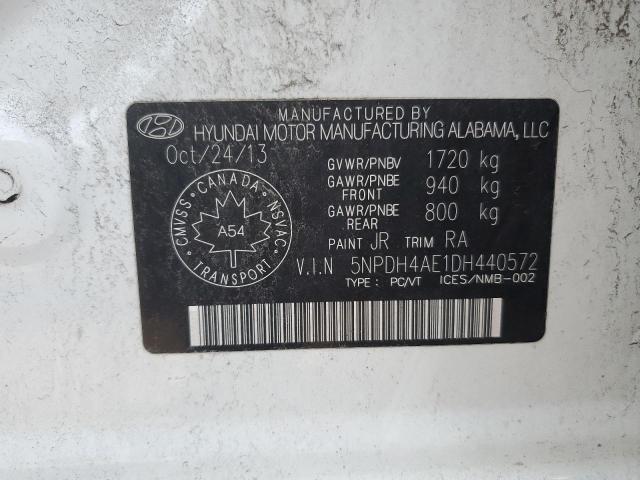 MANUFACTURED BY
HYUNDAI MOTOR MANUFACTURING ALABAMA, LLC
Oct/24/13
GVWR/PNBV 1720 kg
GAWR/PNBE FRONT 940 kg
GAWR/PNBE REAR 800 kg
PAINT JR TRIM RA
CANADA
CMVSS NSVAC
A54
TRANSPORT
V.I.N 5NPDH4AE1DH440572
TYPE : PC/VT ICES/NMB-002